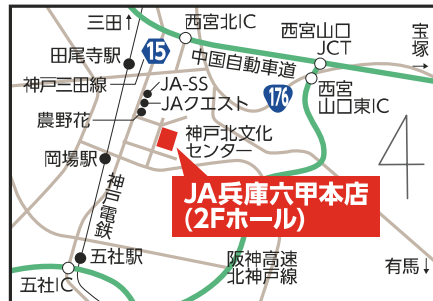 三田↑
西宮北IC
西宮山口
JCT
宝塚
→
田尾寺駅
15
中国自動車道
神戸三田線
JA-SS
JAクエスト
農野花
176
西宮
山口東IC
神戸北文化
センター
岡場駅
JA兵庫六甲本店
(2Fホール)
神戸電鉄
五社駅
阪神高速
北神戸線
有馬↓
五社IC